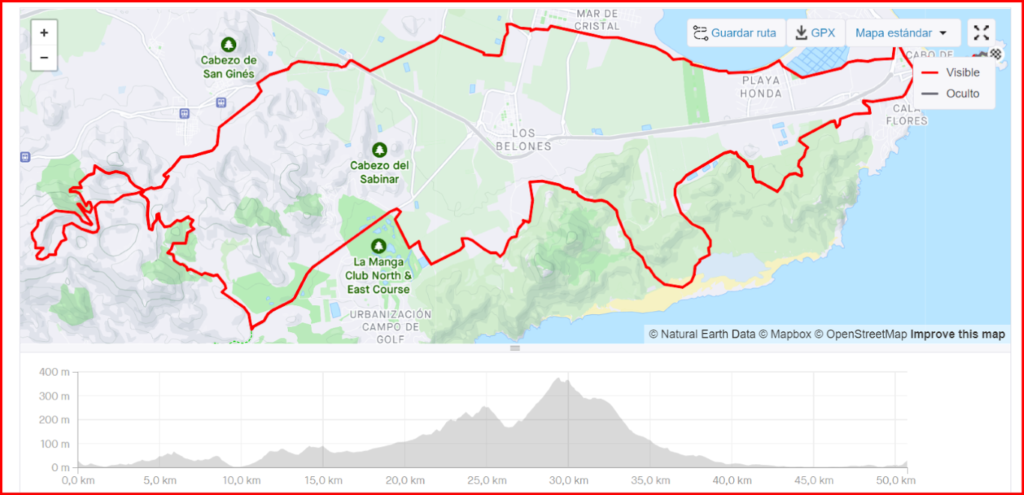 MAR DE
CRISTAL
+
−
Guardar ruta
GPX
Mapa estándar
Cabezo de
San Ginés
CABO DE
Visible
Oculto
PLAYA
HONDA
CALA
FLORES
LOS
BELONES
Cabezo del
Sabinar
La Manga
Club North &
East Course
URBANIZACIÓN
CAMPO DE
GOLF
© Natural Earth Data © Mapbox © OpenStreetMap Improve this map
400 m
300 m
200 m
100 m
0 m
0,0 km 5,0 km 10,0 km 15,0 km 20,0 km 25,0 km 30,0 km 35,0 km 40,0 km 45,0 km 50,0 km